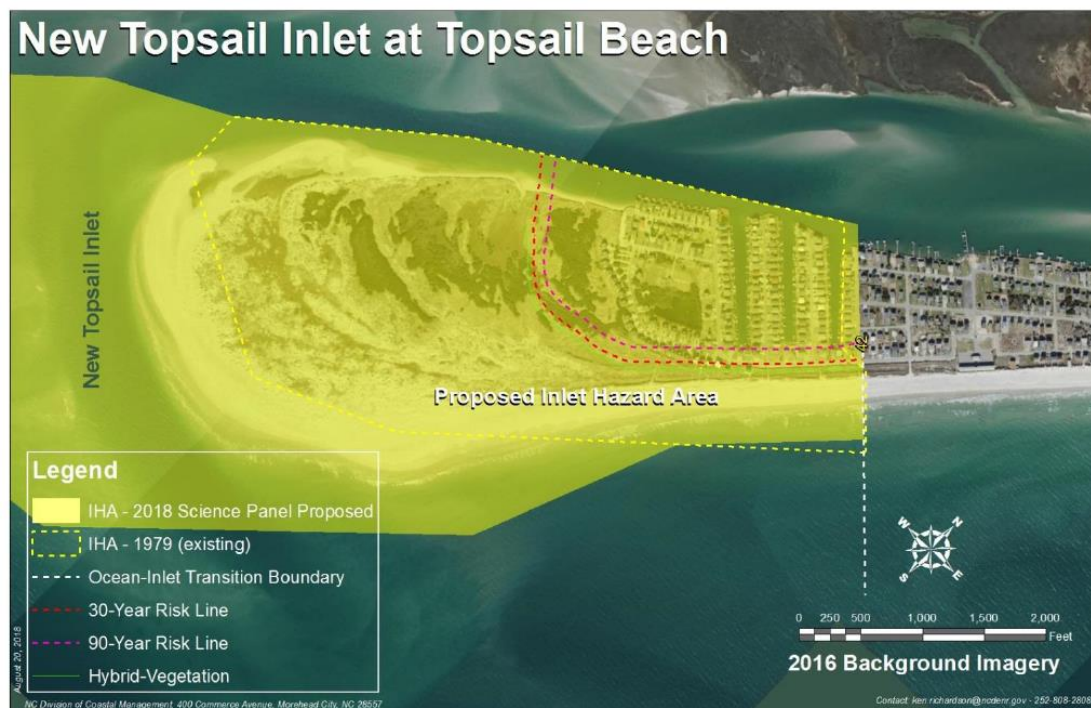 New Topsail Inlet at Topsail Beach
New Topsail Inlet
Proposed Inlet Hazard Area
Legend
IHA - 2018 Science Panel Proposed
IHA - 1979 (existing)
Ocean-Inlet Transition Boundary
30-Year Risk Line
90-Year Risk Line
Hybrid-Vegetation
August 20, 2018
W N
S E
0 250 500 1,000 1,500 2,000
Feet
2016 Background Imagery
NC Division of Coastal Management, 400 Commerce Avenue, Morehead City, NC 28557
Contact: ken.richardson@ncdenr.gov - 252-808-2808